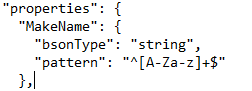 "properties": {
"MakeName": {
"bsonType": "string",
"pattern": "^[A-Za-z]+$"
},